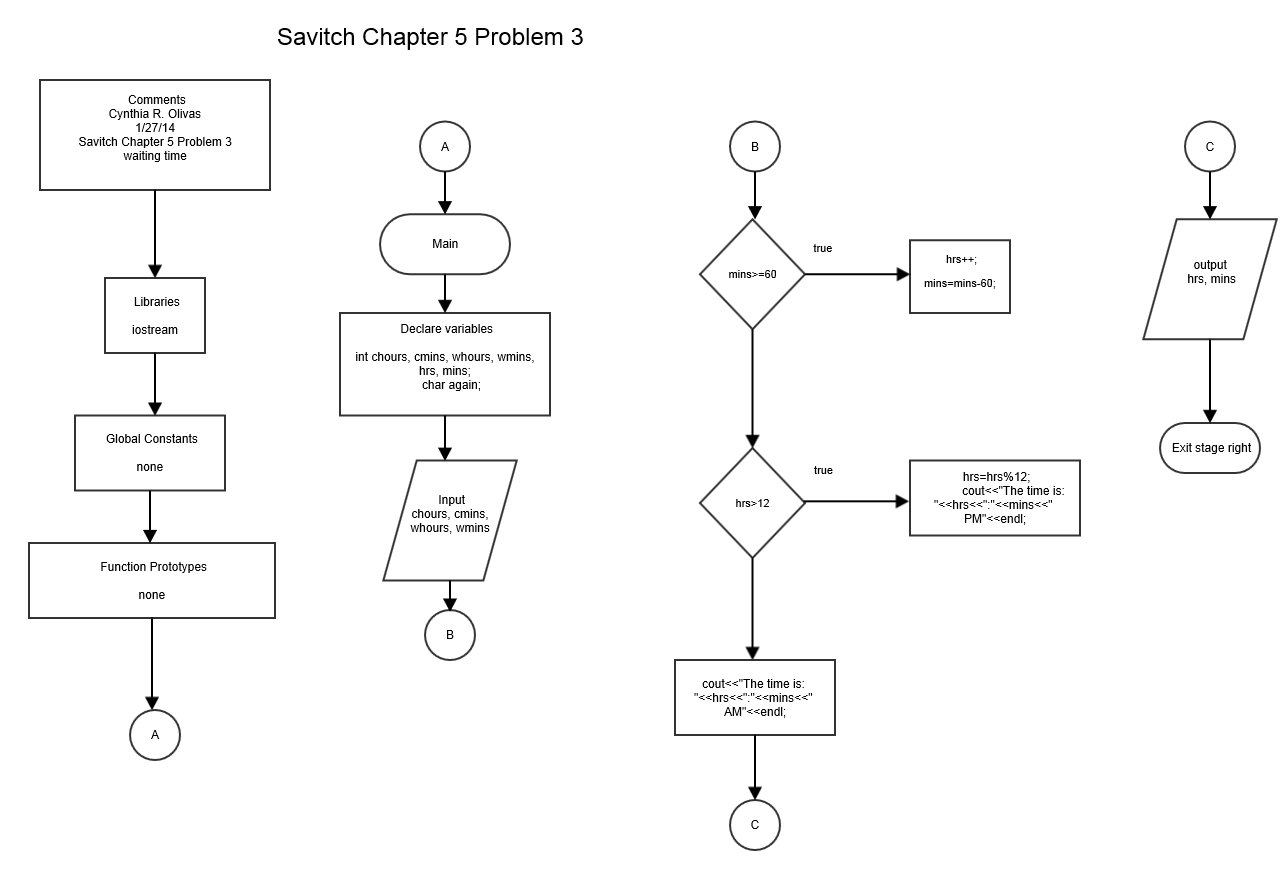 Savitch Chapter 5 Problem 3
Comments
Cynthia R. Olivas
1/27/14
Savitch Chapter 5 Problem 3
waiting time
Libraries
iostream
Global Constants
none
Function Prototypes
none
A
A
Main
Declare variables
int chours, cmins, whours, wmins,
hrs, mins;
char again;
Input
chours, cmins,
whours, wmins
B
B
mins>=60
true
hrs++;
mins=mins-60;
hrs>12
true
hrs=hrs%12;
cout<<"The time is:
"<<hrs<<":"<<mins<<"
PM"<<endl;
cout<<"The time is:
"<<hrs<<":"<<mins<<"
AM"<<endl;
C
C
output
hrs, mins
Exit stage right